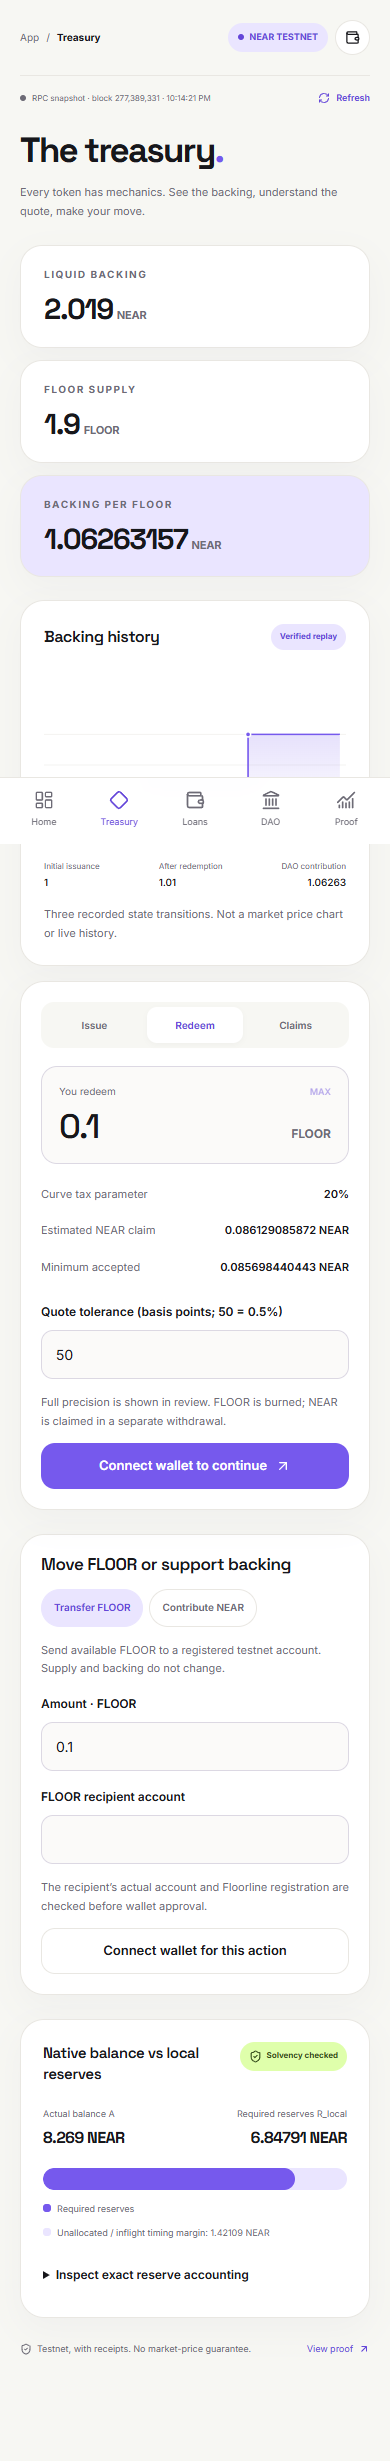 App / Treasury
NEAR TESTNET
RPC snapshot · block 277,389,331 · 10:14:21 PM
Refresh
The treasury.
Every token has mechanics. See the backing, understand the
quote, make your move.
LIQUID BACKING
2.019 NEAR
FLOOR SUPPLY
1.9 FLOOR
BACKING PER FLOOR
1.06263157 NEAR
Backing history
Verified replay
Home
Treasury
Loans
DAO
Proof
Initial issuance
After redemption
DAO contribution
1
1.01
1.06263
Three recorded state transitions. Not a market price chart
or live history.
Issue
Redeem
Claims
You redeem
MAX
0.1
FLOOR
Curve tax parameter
20%
Estimated NEAR claim
0.086129085872 NEAR
Minimum accepted
0.085698440443 NEAR
Quote tolerance (basis points; 50 = 0.5%)
50
Full precision is shown in review. FLOOR is burned; NEAR
is claimed in a separate withdrawal.
Connect wallet to continue
Move FLOOR or support backing
Transfer FLOOR
Contribute NEAR
Send available FLOOR to a registered testnet account.
Supply and backing do not change.
Amount · FLOOR
0.1
FLOOR recipient account
The recipient's actual account and Floorline registration are
checked before wallet approval.
Connect wallet for this action
Native balance vs local
reserves
Solvency checked
Actual balance A
Required reserves R_local
8.269 NEAR
6.84791 NEAR
Required reserves
Unallocated / inflight timing margin: 1.42109 NEAR
Inspect exact reserve accounting
Testnet, with receipts. No market-price guarantee.
View proof